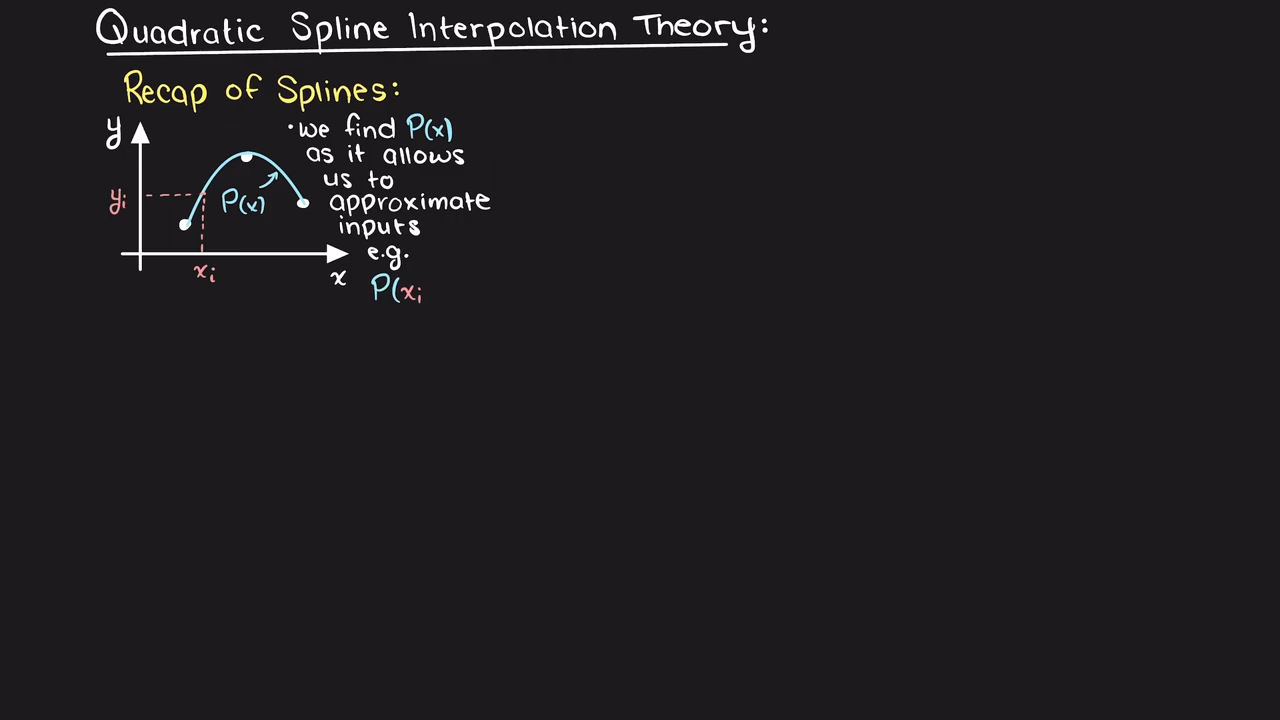 Quadratic Spline Interpolation Theory:
Recap of Splines:
y
• we find P(x)
as it allows
us to
yi
P(x)
approximate
inputs
e.g.
xi
x
P(xi